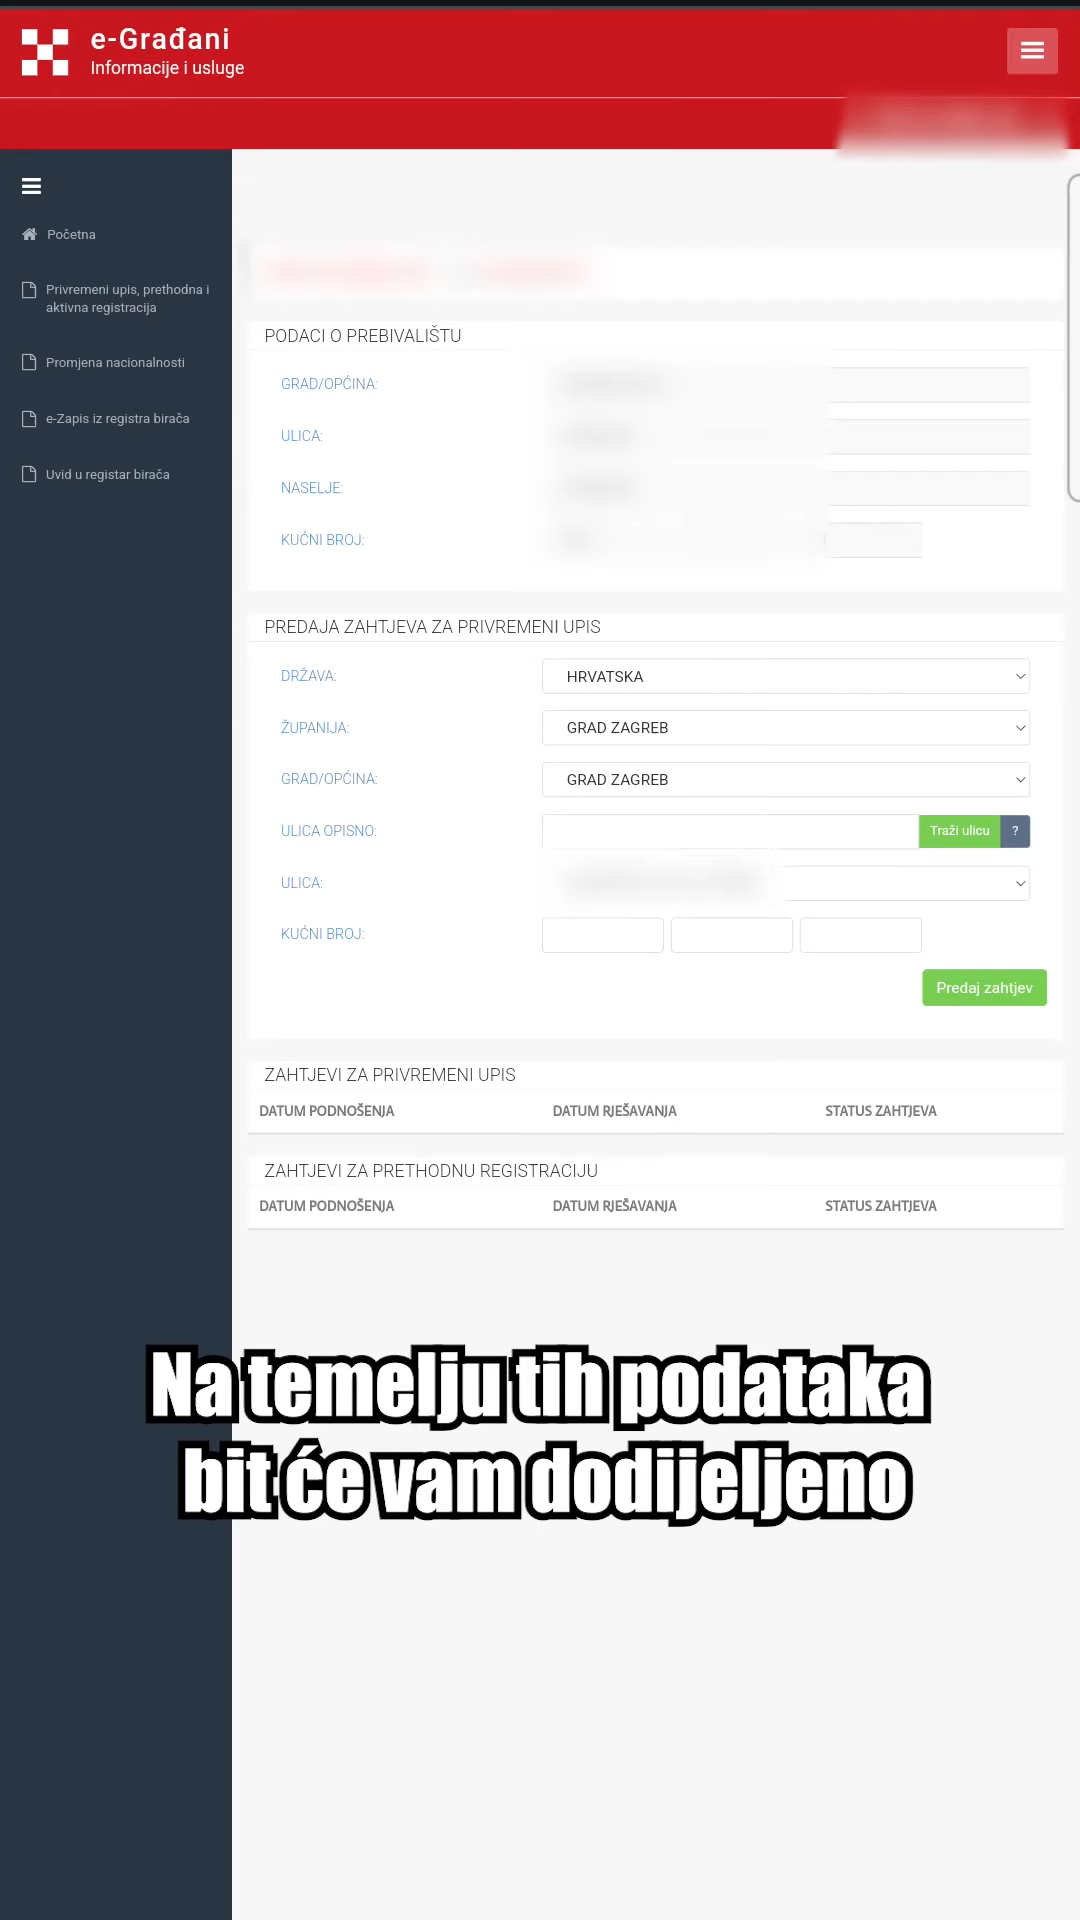 e-Građani
Informacije i usluge
Početna
Privremeni upis, prethodna i
aktivna registracija
Promjena nacionalnosti
e-Zapis iz registra birača
Uvid u registar birača
PODACI O PREBIVALIŠTU
GRAD/OPĆINA:
ULICA:
NASELJE:
KUĆNI BROJ:
PREDAJA ZAHTJEVA ZA PRIVREMENI UPIS
DRŽAVA: HRVATSKA
ŽUPANIJA: GRAD ZAGREB
GRAD/OPĆINA: GRAD ZAGREB
ULICA OPISNO: Traži ulicu ?
ULICA:
KUĆNI BROJ:
Predaj zahtjev
ZAHTJEVI ZA PRIVREMENI UPIS
DATUM PODNOŠENJA DATUM RJEŠAVANJA STATUS ZAHTJEVA
ZAHTJEVI ZA PRETHODNU REGISTRACIJU
DATUM PODNOŠENJA DATUM RJEŠAVANJA STATUS ZAHTJEVA
Na temelju tih podataka
bit će vam dodijeljeno